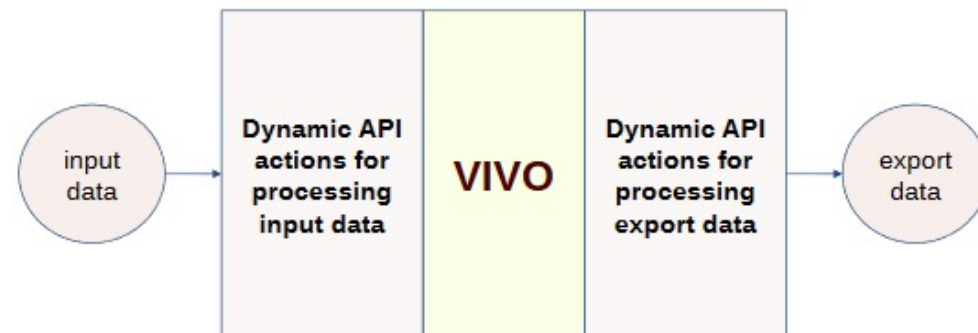 input
data
Dynamic API
actions for
processing
input data
VIVO
Dynamic API
actions for
processing
export data
export
data